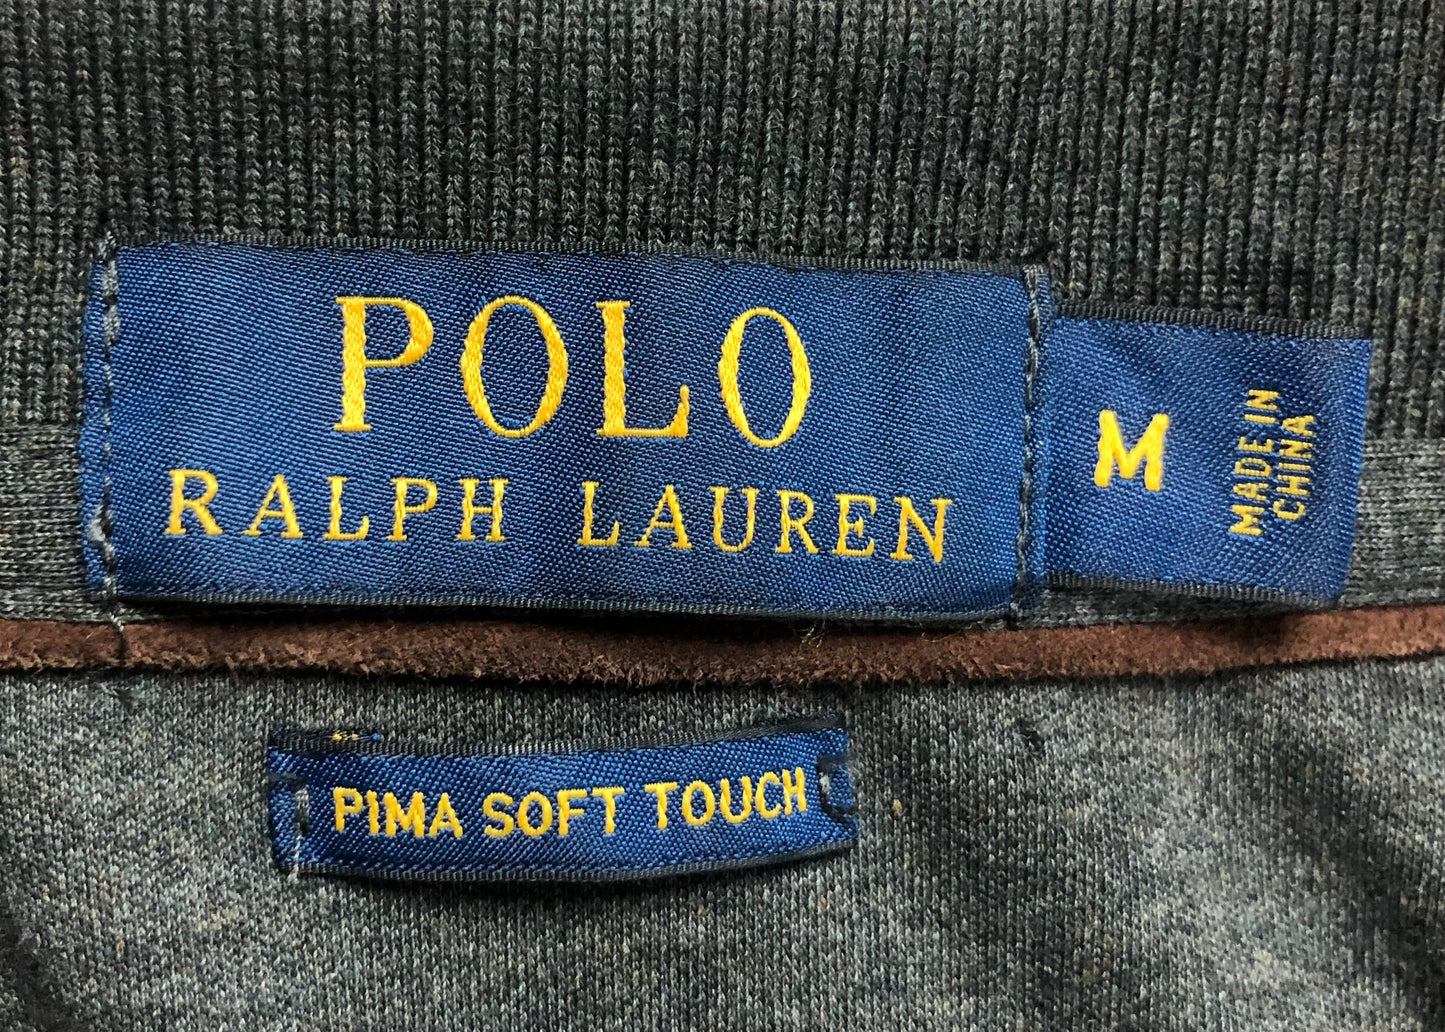 POLO
RALPH LAUREN
M
MADE IN
CHINA
PIMA SOFT TOUCH